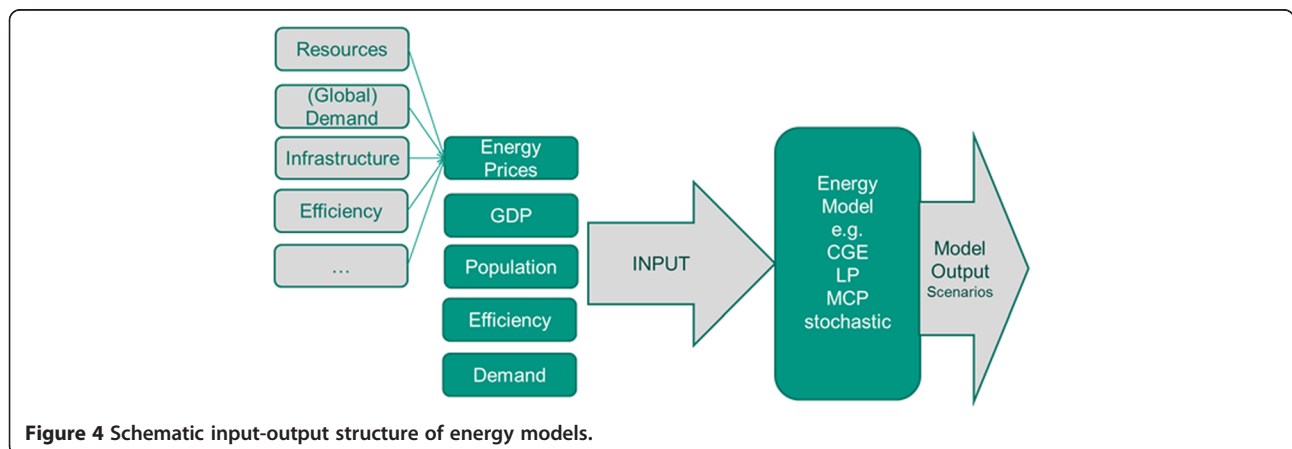 Resources
(Global)
Demand
Infrastructure
Efficiency
...
Energy
Prices
GDP
Population
Efficiency
Demand
INPUT
Energy
Model
e.g.
CGE
LP
MCP
stochastic
Model
Output
Scenarios
Figure 4 Schematic input-output structure of energy models.